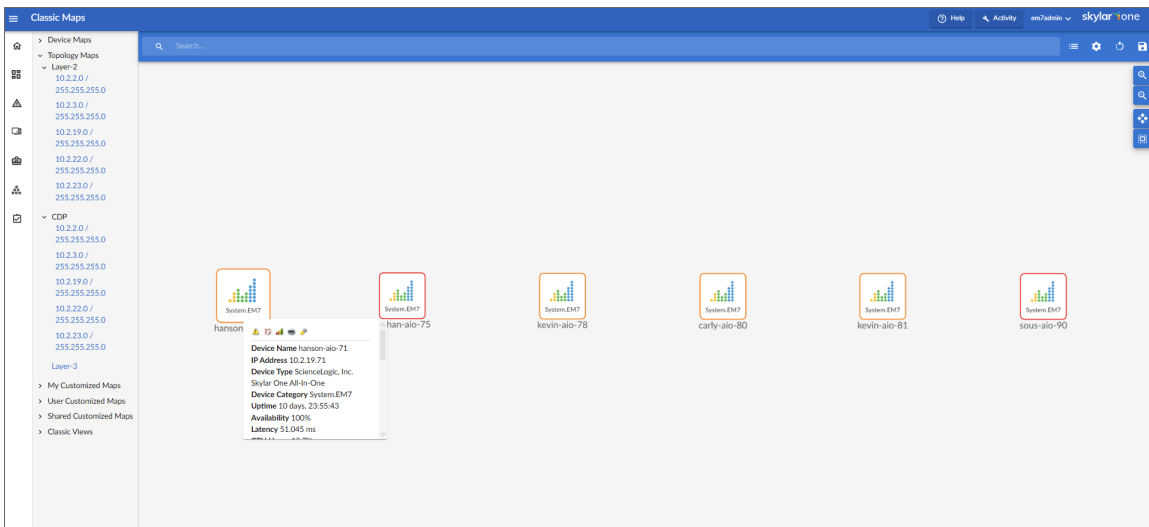 Classic Maps
Help
Activity
em7admin
skylar one
Device Maps
Topology Maps
Layer-2
10.2.2.0 /
255.255.255.0
10.2.3.0 /
255.255.255.0
10.2.19.0 /
255.255.255.0
10.2.22.0 /
255.255.255.0
10.2.23.0 /
255.255.255.0
CDP
10.2.2.0 /
255.255.255.0
10.2.3.0 /
255.255.255.0
10.2.19.0 /
255.255.255.0
10.2.22.0 /
255.255.255.0
10.2.23.0 /
255.255.255.0
Layer-3
My Customized Maps
User Customized Maps
Shared Customized Maps
Classic Views
Search...
System.EM7
System.EM7
System.EM7
System.EM7
System.EM7
System.EM7
hanson
han-aio-75
kevin-aio-78
carly-aio-80
kevin-aio-81
sous-aio-90
Device Name hanson-aio-71
IP Address 10.2.19.71
Device Type ScienceLogic, Inc.
Skylar One All-In-One
Device Category System.EM7
Uptime 10 days, 23:55:43
Availability 100%
Latency 51.045 ms